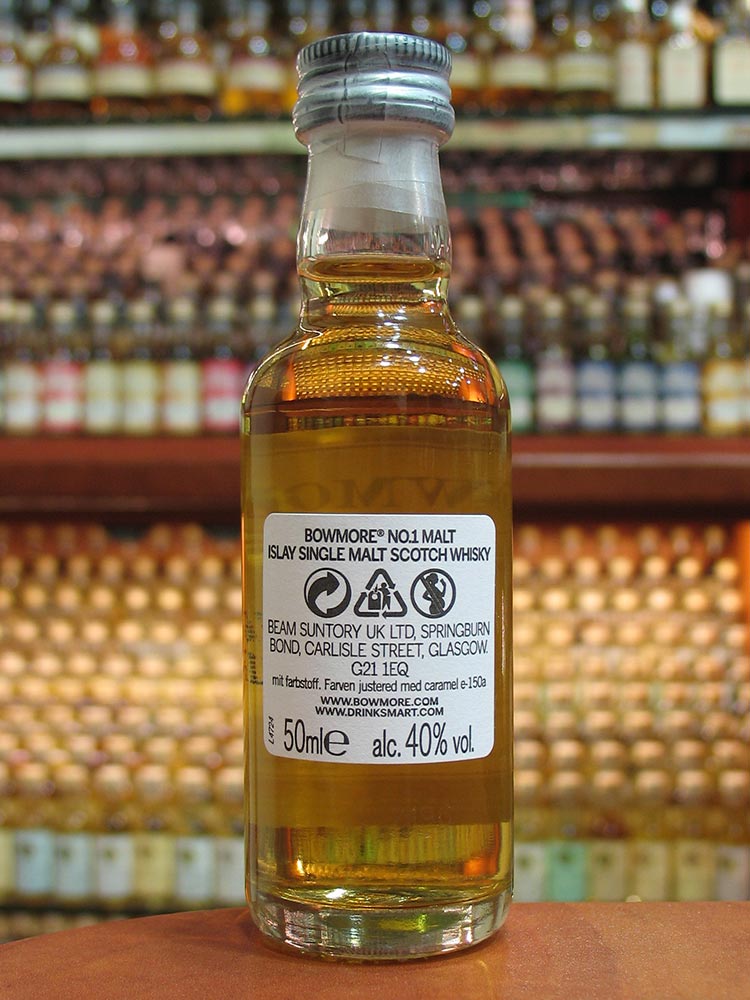 BOWMORE® NO.1 MALT
ISLAY SINGLE MALT SCOTCH WHISKY
BEAM SUNTORY UK LTD, SPRINGBURN
BOND, CARLISLE STREET, GLASGOW.
G21 1EQ
mit farbstoff. Farven justered med caramel e-150a
WWW.BOWMORE.COM
WWW.DRINKSMART.COM
L4724
50ml℮ alc. 40% vol.